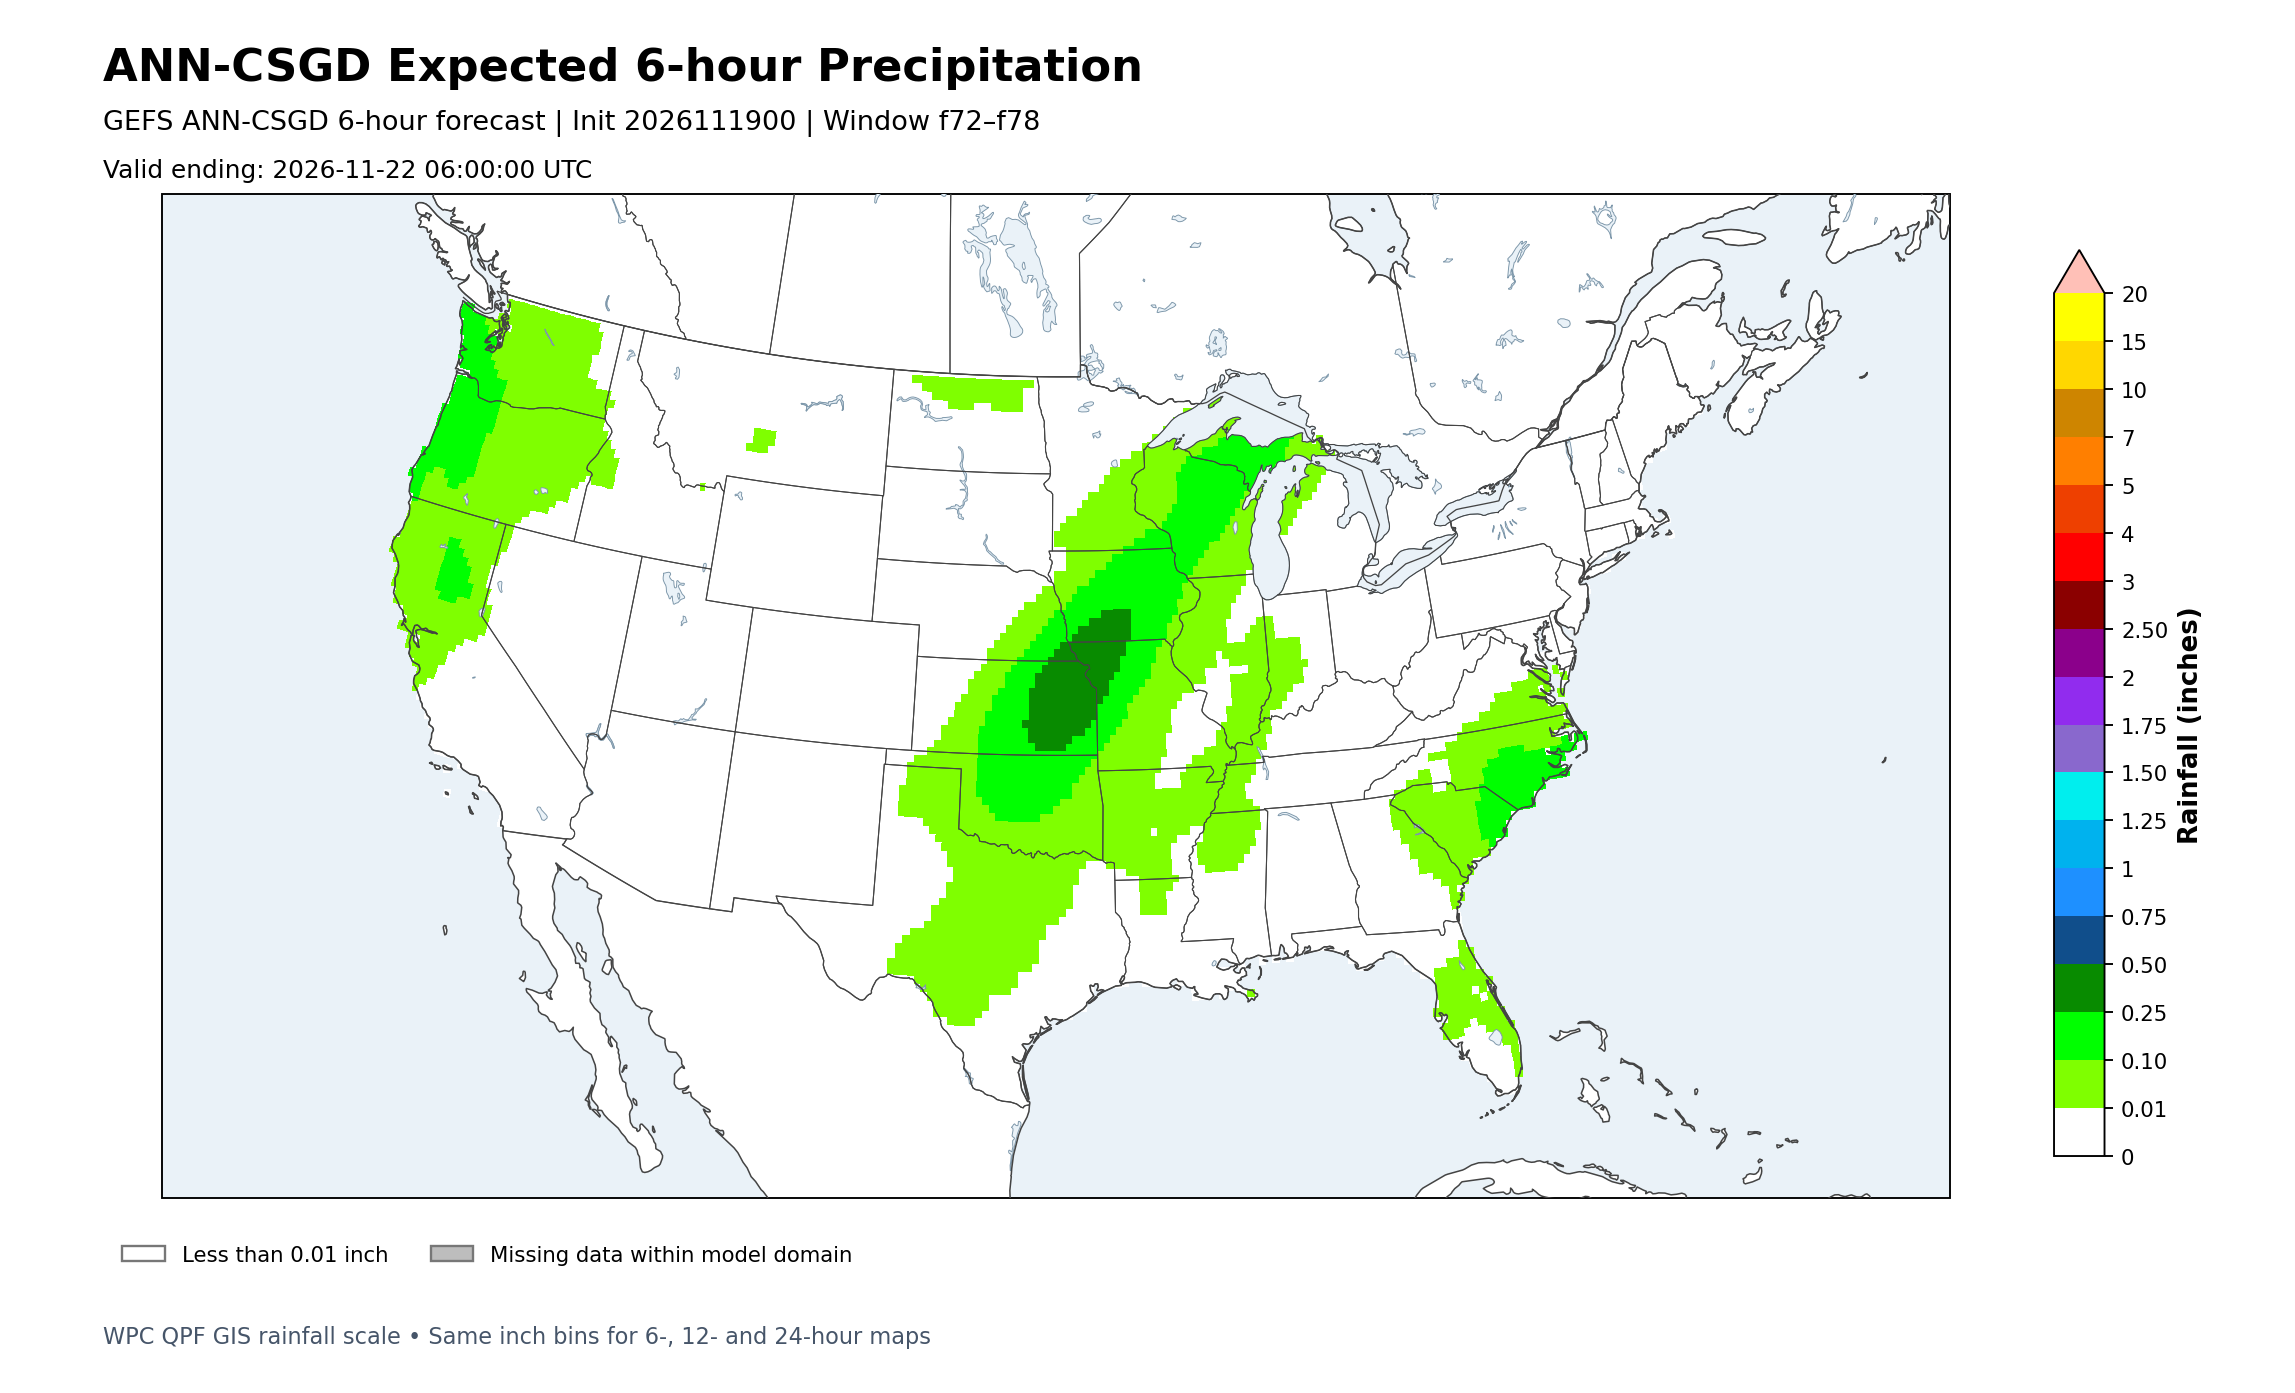 ANN-CSGD Expected 6-hour Precipitation
GEFS ANN-CSGD 6-hour forecast | Init 2026111900 | Window f72–f78
Valid ending: 2026-11-22 06:00:00 UTC
20
15
10
7
5
4
3
2.50
2
1.75
1.50
1.25
1
0.75
0.50
0.25
0.10
0.01
0
Rainfall (inches)
Less than 0.01 inch
Missing data within model domain
WPC QPF GIS rainfall scale • Same inch bins for 6-, 12- and 24-hour maps